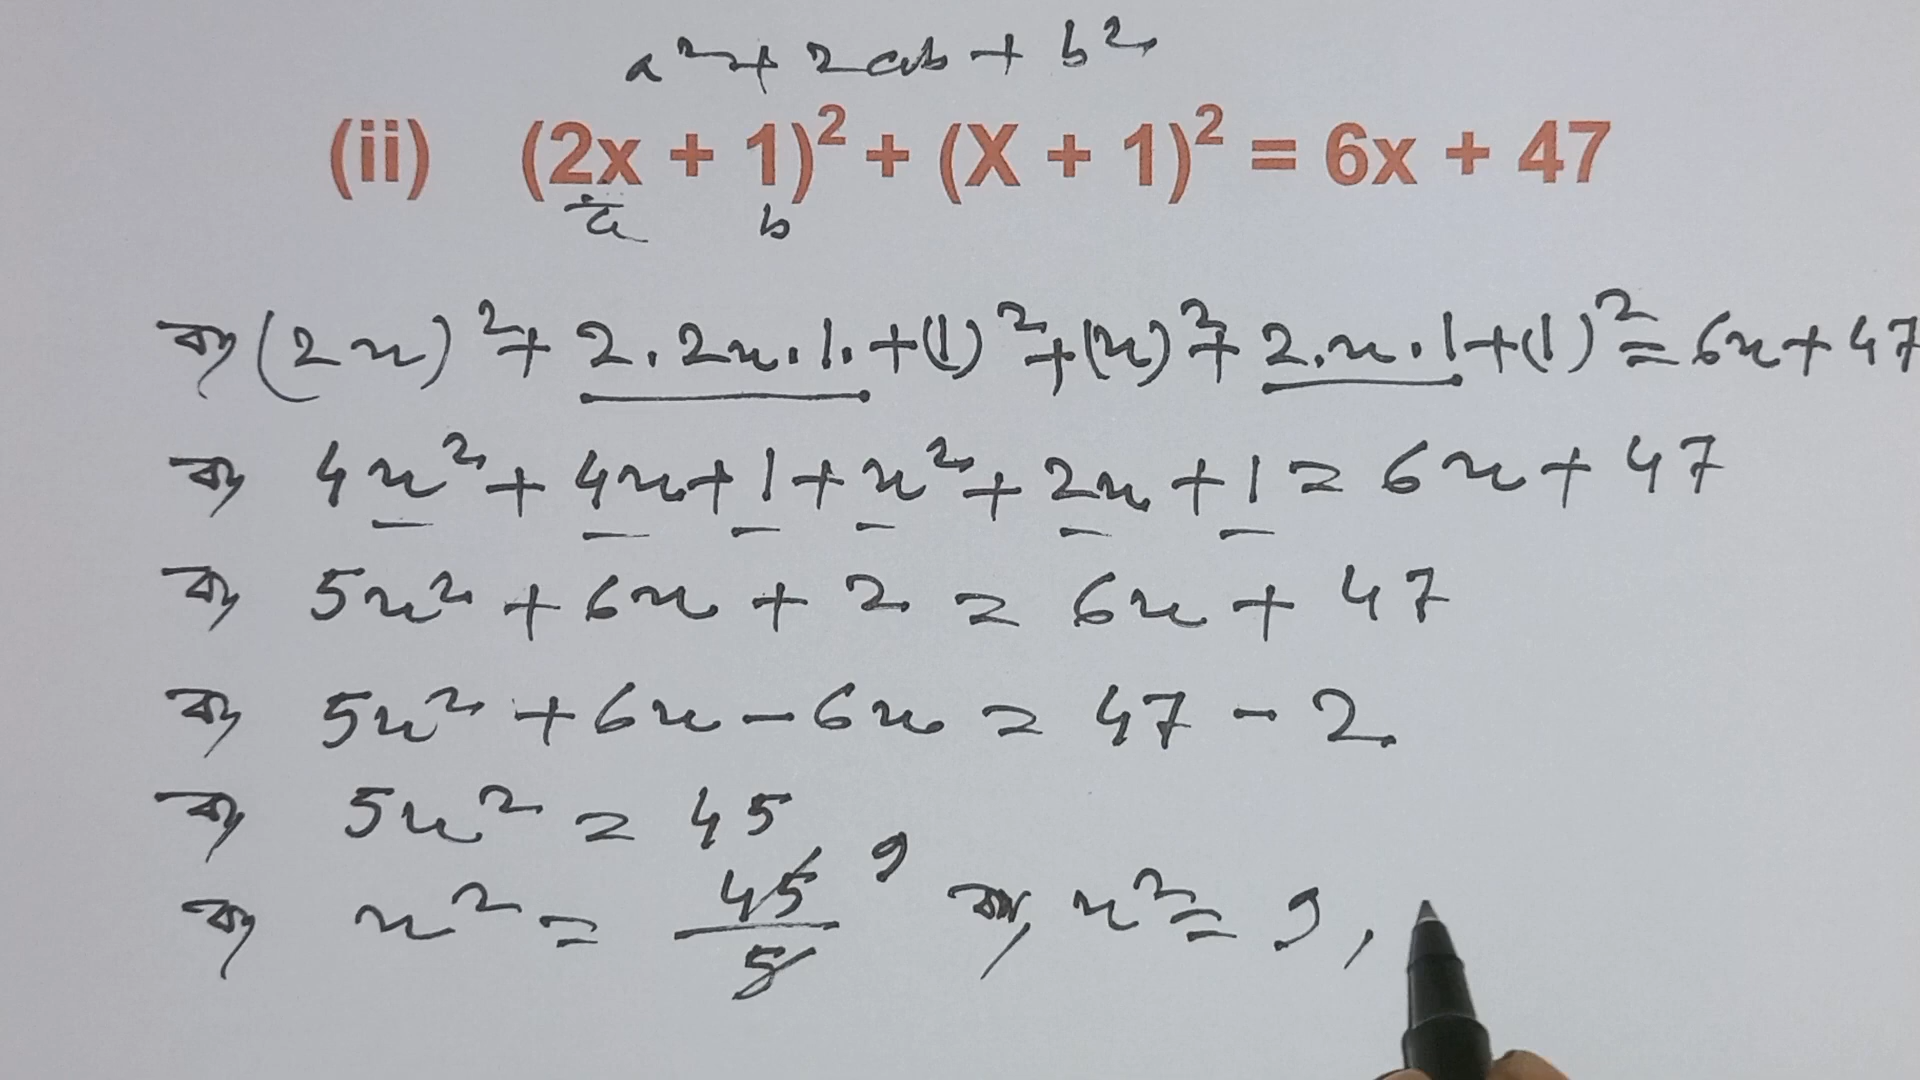 a² + 2ab + b²
(ii) (2x + 1)² + (X + 1)² = 6x + 47
a b
বা, (2x)² + 2.2x.1. + (1)² + (x)² + 2.x.1 + (1)² = 6x + 47
বা, 4x² + 4x + 1 + x² + 2x + 1 = 6x + 47
বা, 5x² + 6x + 2 = 6x + 47
বা, 5x² + 6x - 6x = 47 - 2
বা, 5x² = 45
বা, x² = 45/5 9 বা, x² = 9,